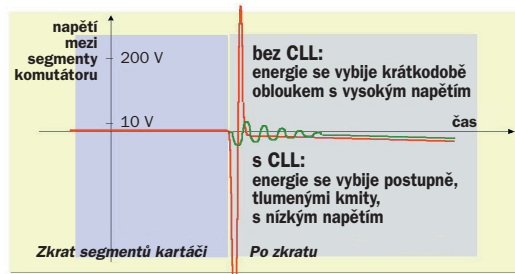 napětí
mezi
segmenty
komutátoru
200 V
10 V
bez CLL:
energie se vybije krátkodobě
obloukem s vysokým napětím
čas
s CLL:
energie se vybije postupně,
tlumenými kmity,
s nízkým napětím
Zkrat segmentů kartáči
Po zkratu